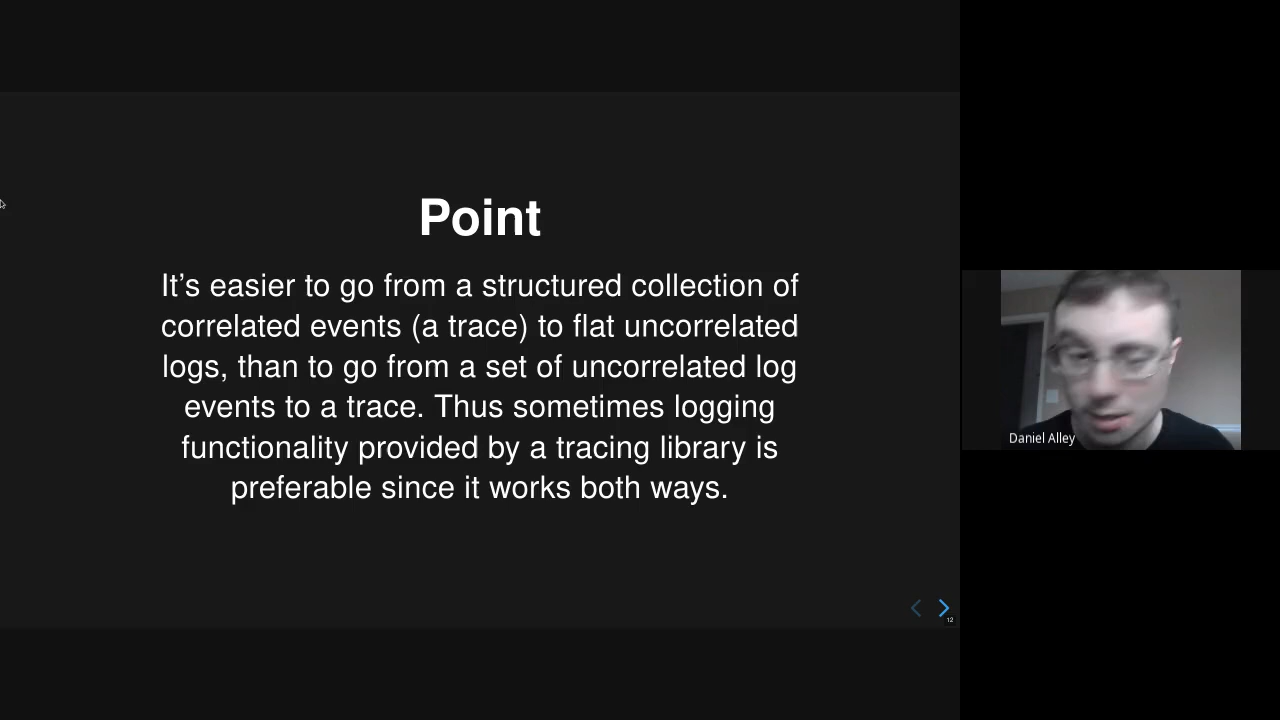 Point
It’s easier to go from a structured collection of
correlated events (a trace) to flat uncorrelated
logs, than to go from a set of uncorrelated log
events to a trace. Thus sometimes logging
functionality provided by a tracing library is
preferable since it works both ways.
Daniel Alley
12